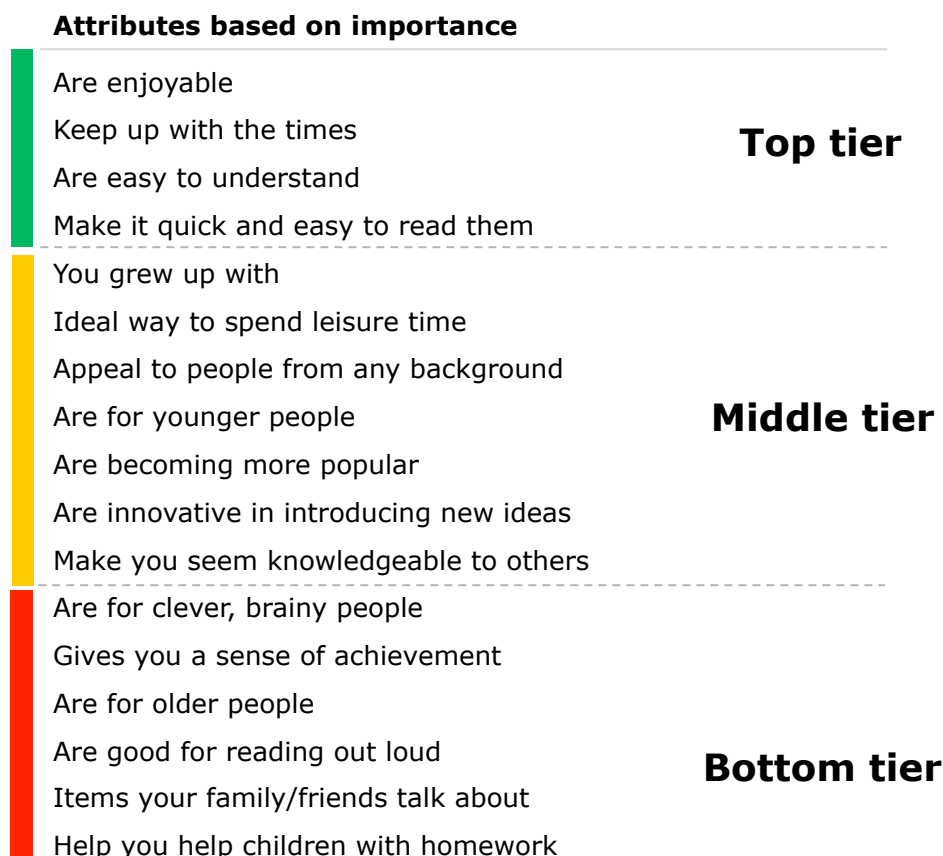 Attributes based on importance
Are enjoyable
Keep up with the times
Top tier
Are easy to understand
Make it quick and easy to read them
You grew up with
Ideal way to spend leisure time
Appeal to people from any background
Are for younger people
Middle tier
Are becoming more popular
Are innovative in introducing new ideas
Make you seem knowledgeable to others
Are for clever, brainy people
Gives you a sense of achievement
Are for older people
Are good for reading out loud
Bottom tier
Items your family/friends talk about
Help you help children with homework